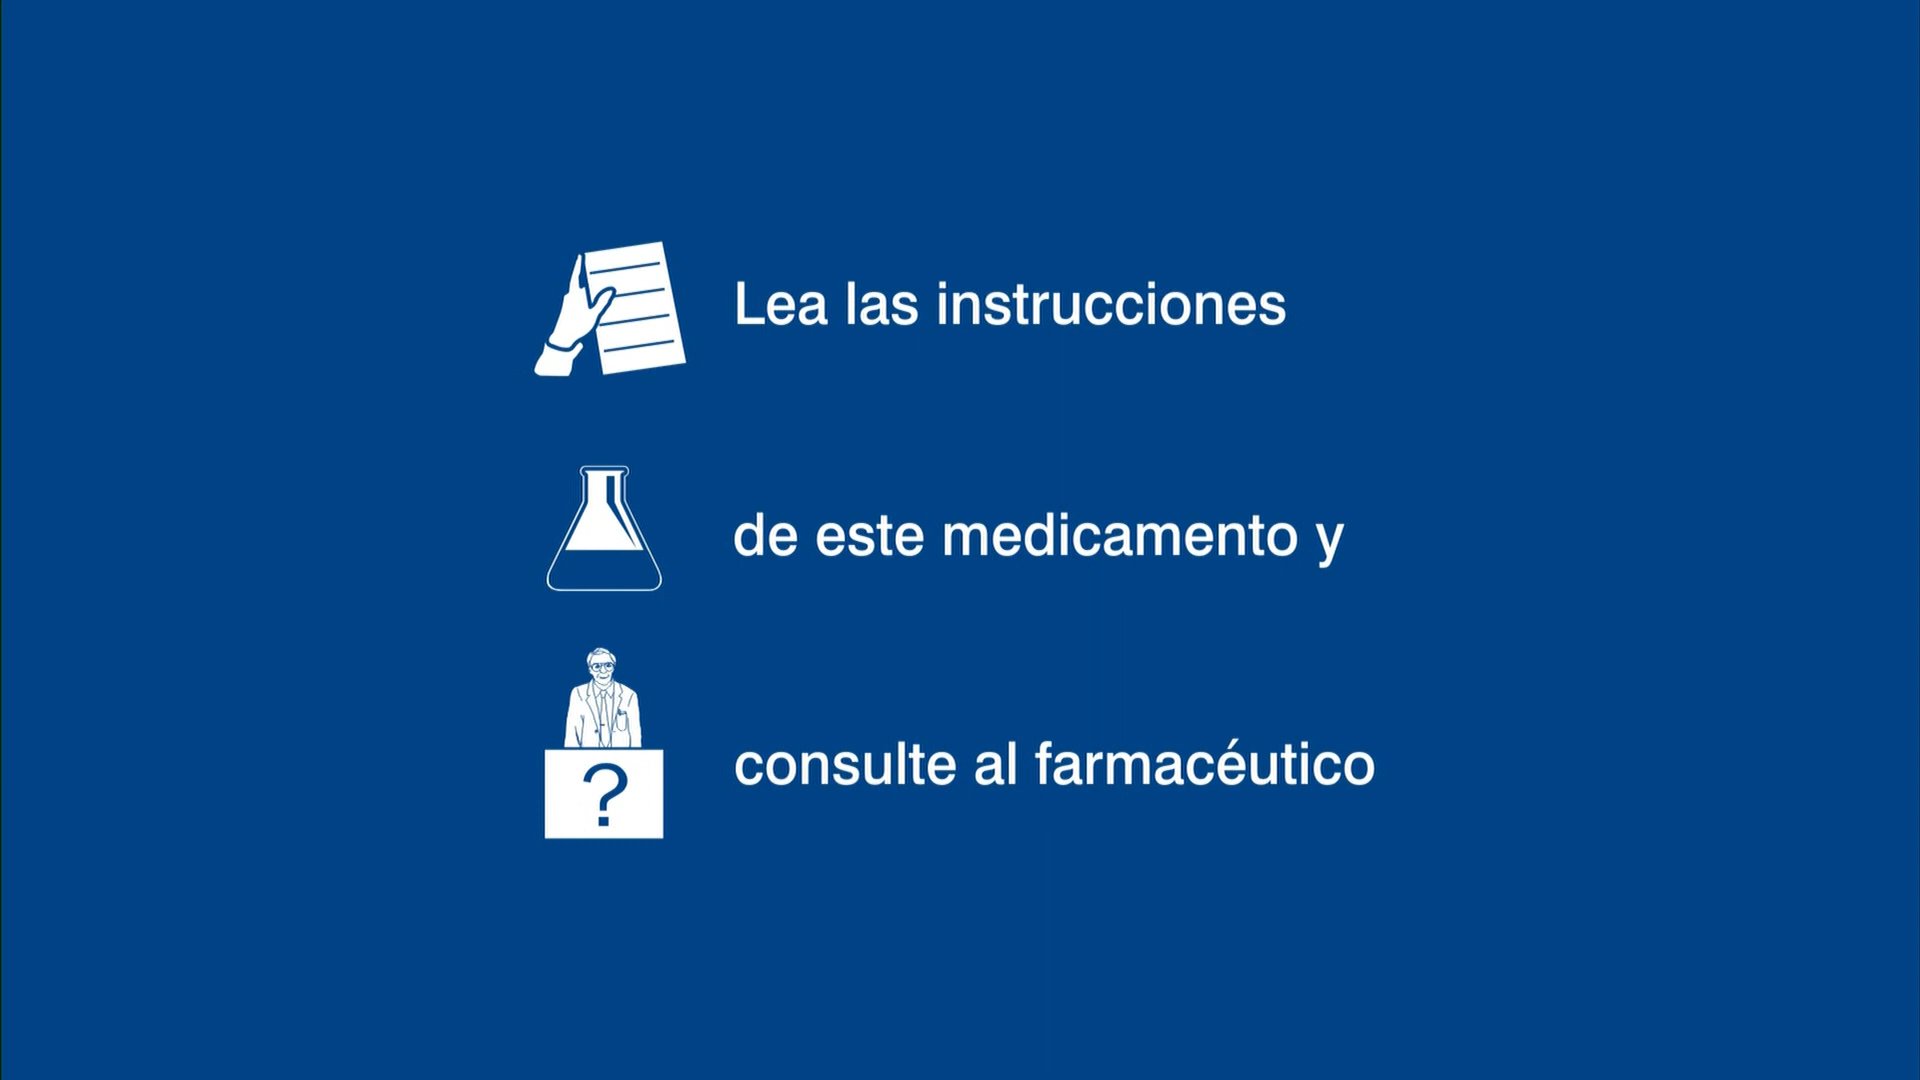 Lea las instrucciones
de este medicamento y
consulte al farmacéutico
?